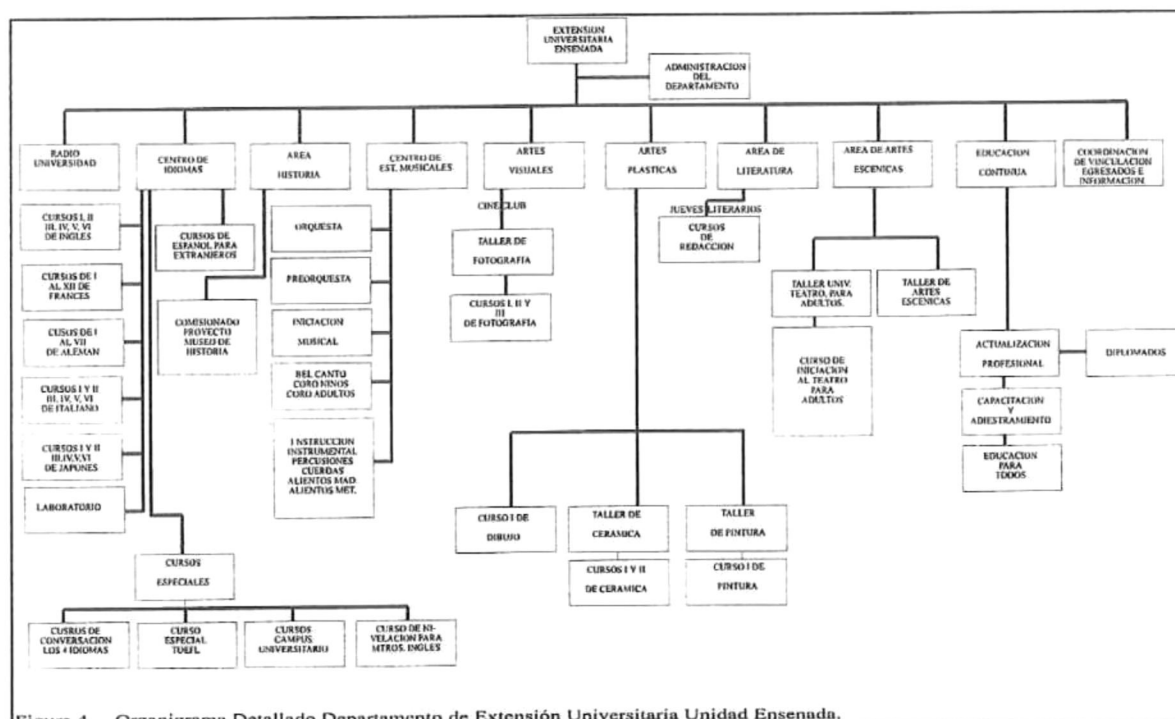 EXTENSION
UNIVERSITARIA
ENSENADA
ADMINISTRACION
DEL
DEPARTAMENTO
RADIO
UNIVERSIDAD
CENTRO DE
IDIOMAS
AREA
HISTORIA
CENTRO DE
EST. MUSICALES
ARTES
VISUALES
ARTES
PLASTICAS
AREA DE
LITERATURA
AREA DE ARTES
ESCENICAS
EDUCACION
CONTINUA
COORDINACION
DE VINCULACION
EGRESADOS E
INFORMACION.
CURSOS I, II
III, IV, V, VI
DE INGLES
CURSOS DE I
AL XII DE
FRANCES
CUSOS DE I
AL VII
DE ALEMAN
CURSOS I Y II
III, IV, V, VI
DE ITALIANO
CURSOS I Y II
III,IV,V,VI
DE JAPONES
LABORATORIO
CURSOS DE
ESPAÑOL PARA
EXTRANJEROS
COMISIONADO
PROYECTO
MUSEO DE
HISTORIA
ORQUESTA
PREORQUESTA
INICIACION
MUSICAL
BEL CANTO
CORO NINOS
CORO ADULTOS
I NSTRUCCION
INSTRUMENTAL
PERCUSIONES
CUERDAS
ALIENTOS MAD.
ALIENTOS MET.
CINE CLUB
TALLER DE
FOTOGRAFIA
CURSOS I, II Y
III
DE FOTOGRAFIA
JUEVES LITERARIOS
CURSOS
DE
REDACCION
TALLER UNIV.
TEATRO, PARA
ADULTOS.
TALLER DE
ARTES
ESCENICAS
CURSO DE
INICIACION
AL TEATRO
PARA
ADULTOS
ACTUALIZACION
PROFESIONAL
DIPLOMADOS
CAPACITACION
Y
ADIESTRAMIENTO
EDUCACION
PARA
TODOS
CURSO I DE
DIBUJO
TALLER DE
CERAMICA
TALLER
DE PINTURA
CURSOS I Y II
DE CERAMICA
CURSO I DE
PINTURA
CURSOS
ESPECIALES
CUSROS DE
CONVERSACION
LOS 4 IDIOMAS
CURSO
ESPECIAL
TOEFL
CURSOS
CAMPUS
UNIVERSITARIO
CURSO DE NI-
VELACION PARA
MTROS. INGLES
Organigrama Detallado Departamento de Extensión Universitaria Unidad Ensenada.